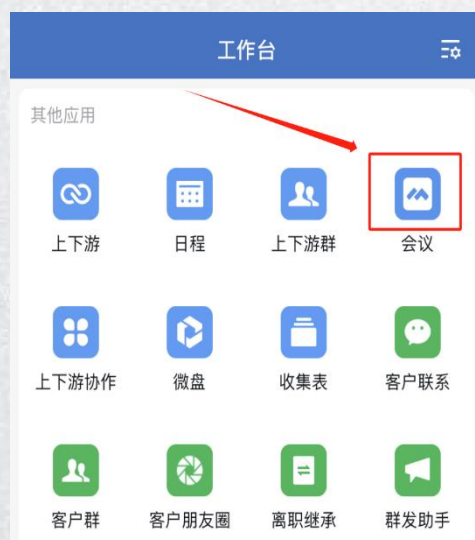 工作台
其他应用
上下游 日程 上下游群 会议
上下游协作 微盘 收集表 客户联系
客户群 客户朋友圈 离职继承 群发助手